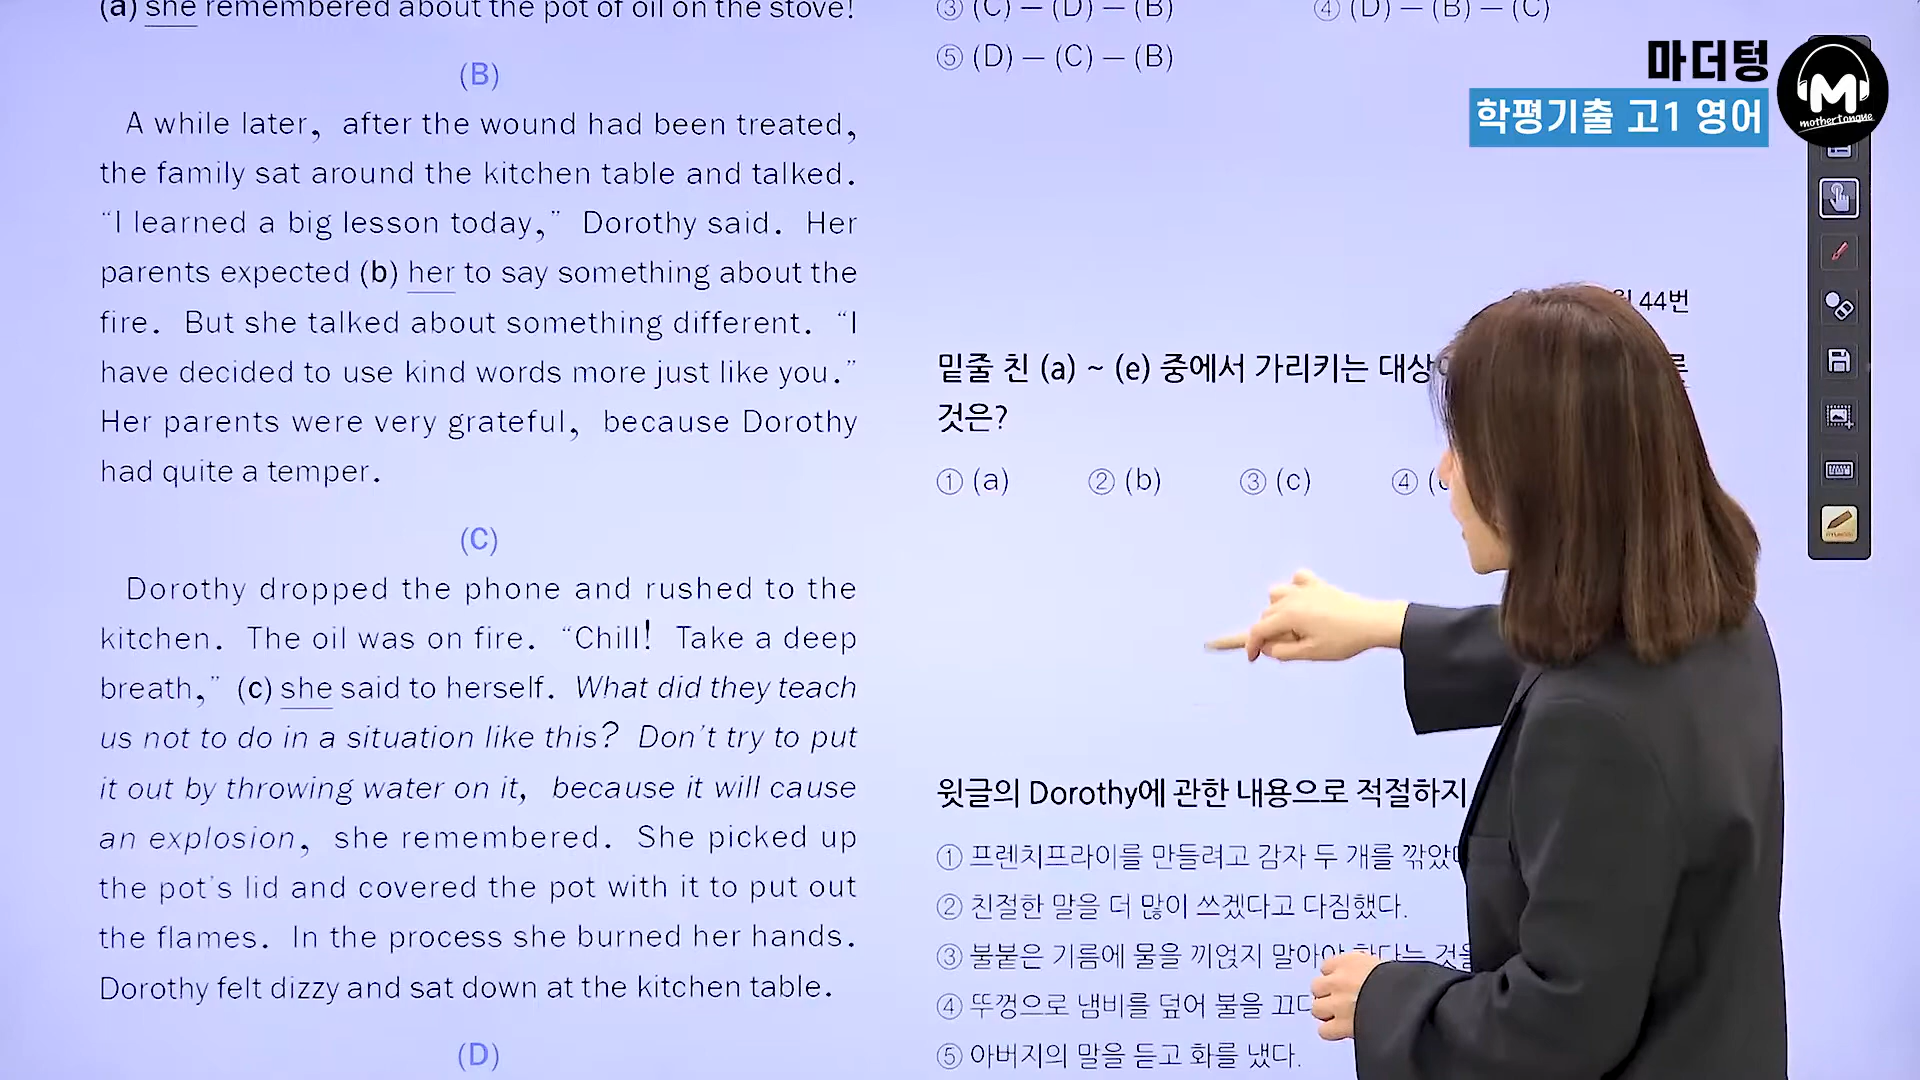 (a) she remembered about the pot of oil on the stove!
(B)
A while later, after the wound had been treated,
the family sat around the kitchen table and talked.
“I learned a big lesson today,” Dorothy said. Her
parents expected (b) her to say something about the
fire. But she talked about something different. “I
have decided to use kind words more just like you.”
Her parents were very grateful, because Dorothy
had quite a temper.
(C)
Dorothy dropped the phone and rushed to the
kitchen. The oil was on fire. “Chill! Take a deep
breath,” (c) she said to herself. What did they teach
us not to do in a situation like this? Don't try to put
it out by throwing water on it, because it will cause
an explosion, she remembered. She picked up
the pot's lid and covered the pot with it to put out
the flames. In the process she burned her hands.
Dorothy felt dizzy and sat down at the kitchen table.
(D)
③ (C) – (D) – (B) ④ (D) – (B) – (C)
⑤ (D) – (C) – (B)
마더텅
학평기출 고1 영어
M
mothertongue
44번
밑줄 친 (a) ~ (e) 중에서 가리키는 대상
것은?
① (a) ② (b) ③ (c) ④
윗글의 Dorothy에 관한 내용으로 적절하지
① 프렌치프라이를 만들려고 감자 두 개를
② 친절한 말을 더 많이 쓰겠다고 다짐했다.
③ 불붙은 기름에 물을 끼얹지 말아야 한다는 것을
④ 뚜껑으로 냄비를 덮어 불을
⑤ 아버지의 말을 듣고 화를 냈다.